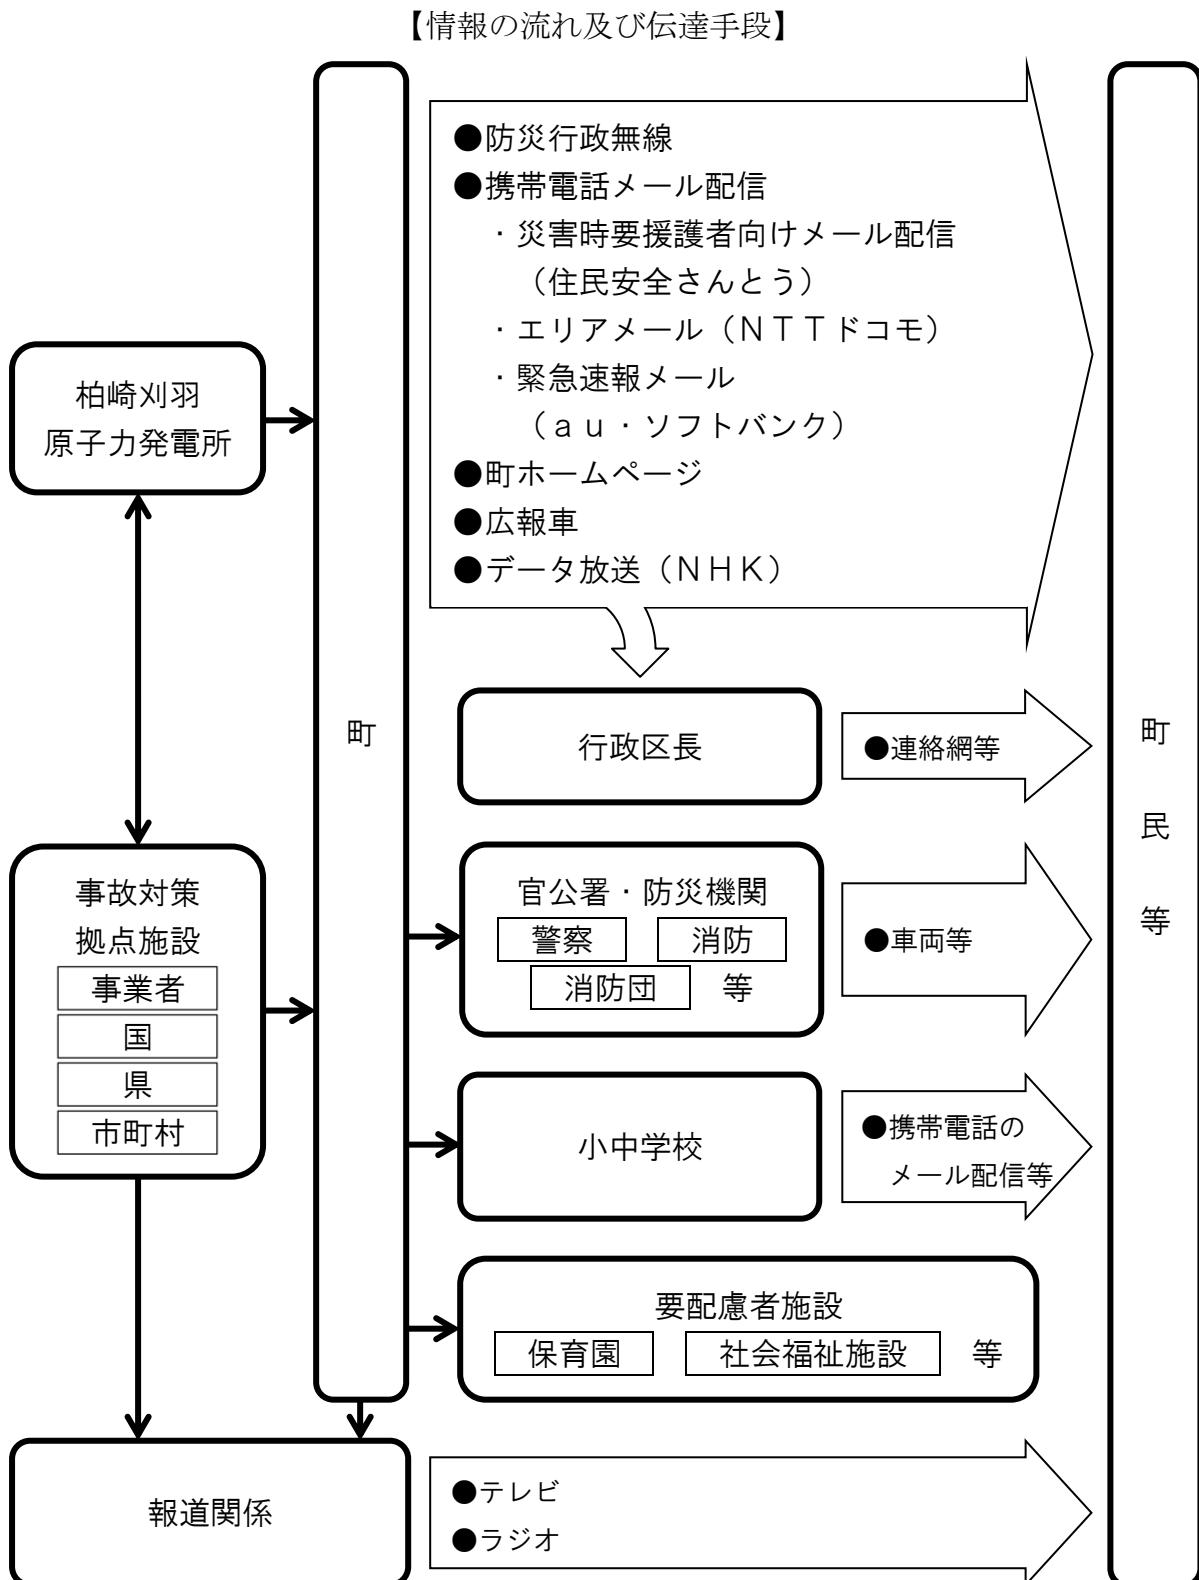 【情報の流れ及び伝達手段】
●防災行政無線
●携帯電話メール配信
・災害時要援護者向けメール配信
（住民安全さんとう）
・エリアメール（ＮＴＴドコモ）
・緊急速報メール
（ａｕ・ソフトバンク）
●町ホームページ
●広報車
●データ放送（ＮＨＫ）
柏崎刈羽
原子力発電所
町
行政区長
●連絡網等
町
民
等
事故対策
拠点施設
事業者
国
県
市町村
官公署・防災機関
警察 消防
消防団 等
●車両等
小中学校
●携帯電話の
メール配信等
要配慮者施設
保育園 社会福祉施設 等
報道関係
●テレビ
●ラジオ